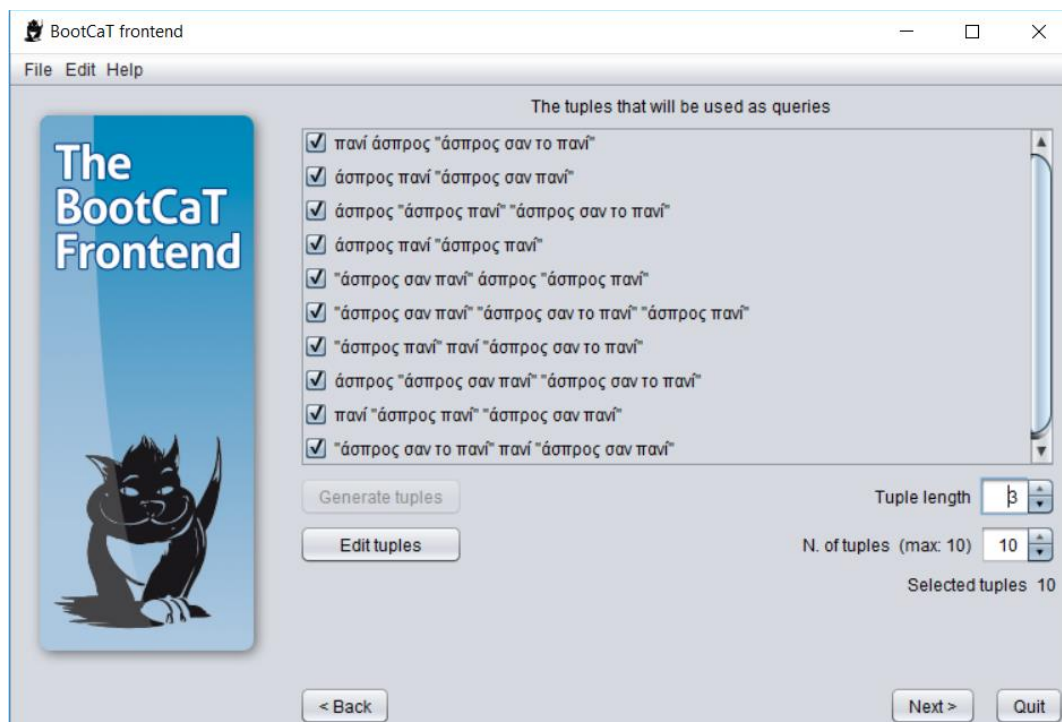 BootCaT frontend
File Edit Help
The BootCaT Frontend
The tuples that will be used as queries
πανί άσπρος "άσπρος σαν το πανί"
άσπρος πανί "άσπρος σαν πανί"
άσπρος "άσπρος πανί" "άσπρος σαν το πανί"
άσπρος πανί "άσπρος πανί"
"άσπρος σαν πανί" άσπρος "άσπρος πανί"
"άσπρος σαν πανί" "άσπρος σαν το πανί" "άσπρος πανί"
"άσπρος πανί" πανί "άσπρος σαν το πανί"
άσπρος "άσπρος σαν πανί" "άσπρος σαν το πανί"
πανί "άσπρος πανί" "άσπρος σαν πανί"
"άσπρος σαν το πανί" πανί "άσπρος σαν πανί"
Generate tuples
Tuple length 3
Edit tuples
N. of tuples (max: 10) 10
Selected tuples 10
< Back
Next >
Quit